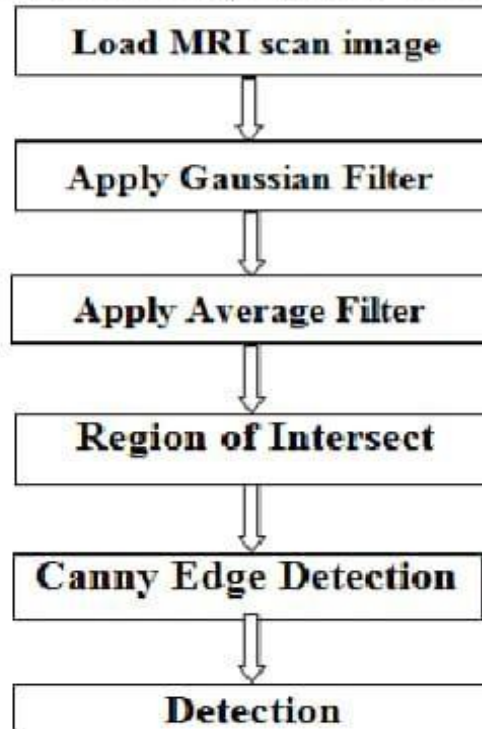 Load MRI scan image
Apply Gaussian Filter
Apply Average Filter
Region of Intersect
Canny Edge Detection
Detection